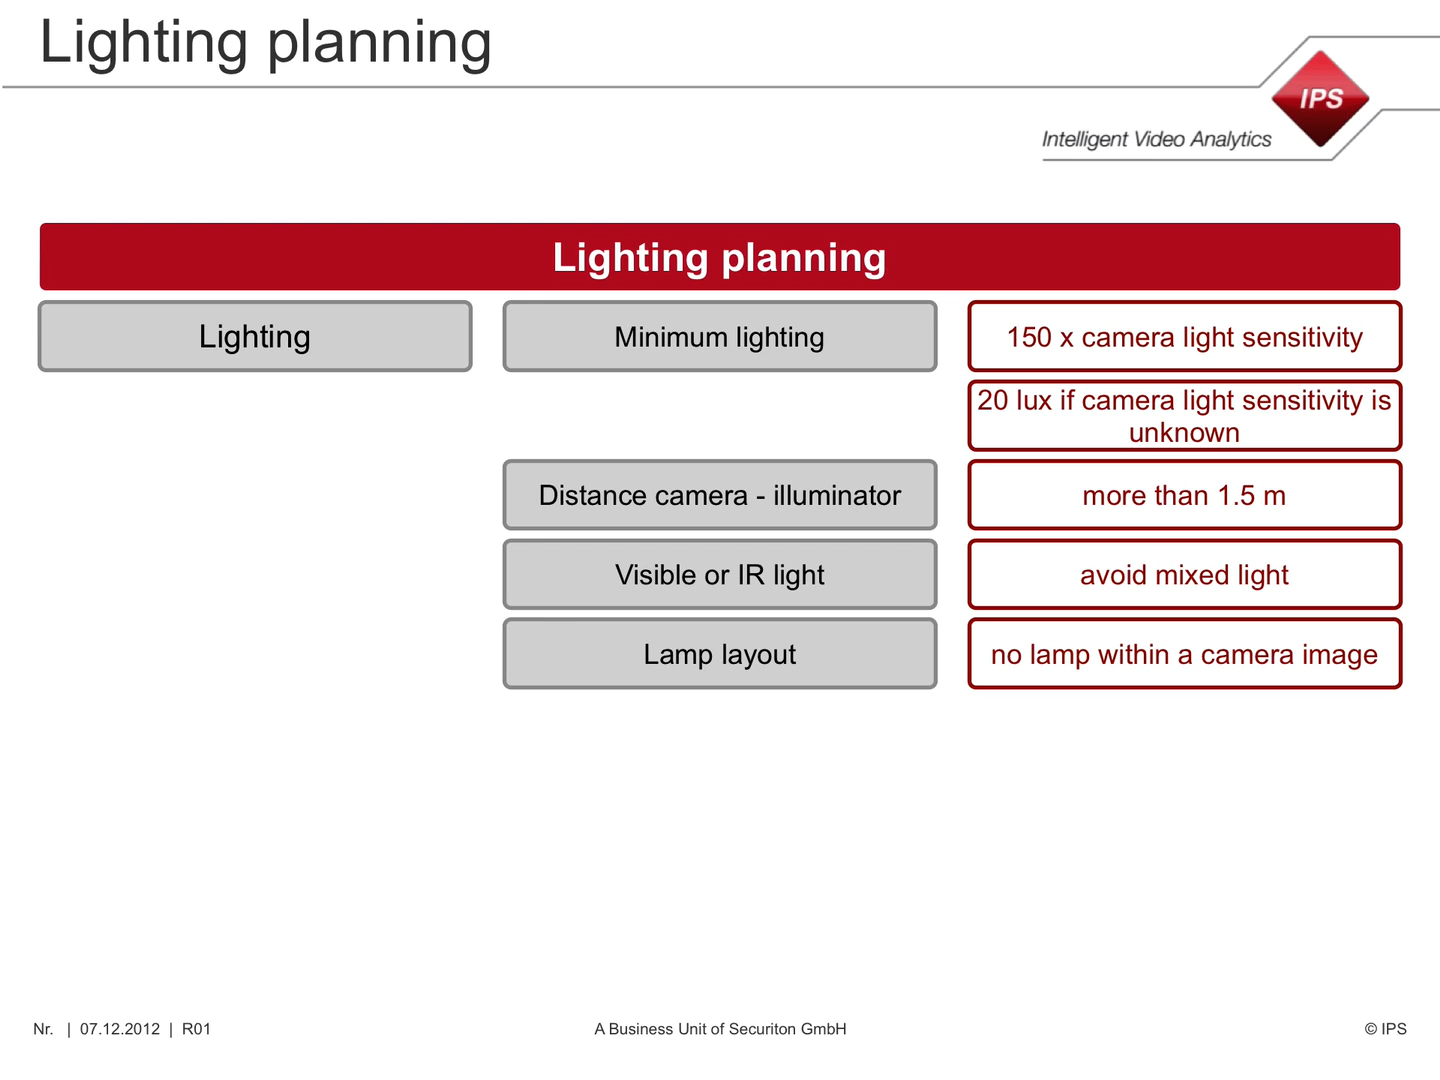 Lighting planning
IPS
Intelligent Video Analytics
Lighting planning
Lighting
Minimum lighting
150 x camera light sensitivity
20 lux if camera light sensitivity is
unknown
Distance camera - illuminator
more than 1.5 m
Visible or IR light
avoid mixed light
Lamp layout
no lamp within a camera image
Nr. | 07.12.2012 | R01
A Business Unit of Securiton GmbH
© IPS